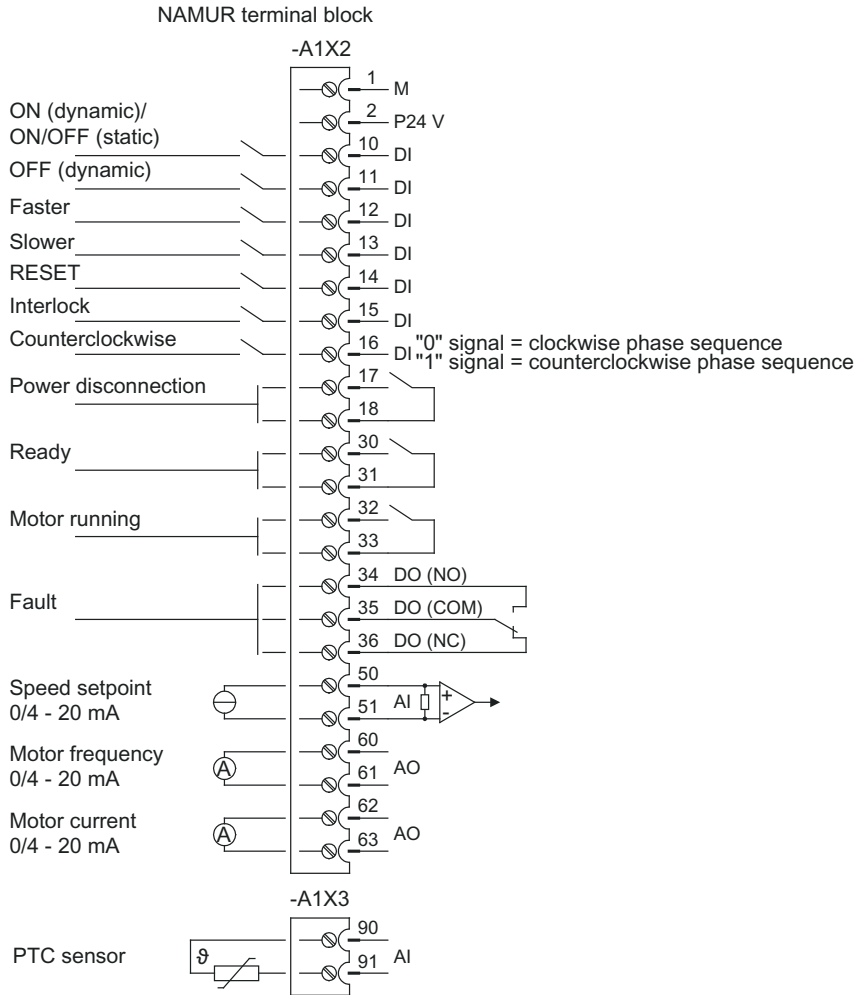 NAMUR terminal block
-A1X2
1 M
2 P24 V
ON (dynamic)/
ON/OFF (static)
10 DI
OFF (dynamic)
11 DI
Faster
12 DI
Slower
13 DI
RESET
14 DI
Interlock
15 DI
Counterclockwise
16 DI
"0" signal = clockwise phase sequence
"1" signal = counterclockwise phase sequence
Power disconnection
17
18
Ready
30
31
Motor running
32
33
Fault
34 DO (NO)
35 DO (COM)
36 DO (NC)
Speed setpoint
0/4 - 20 mA
50
51
AI
+
-
Motor frequency
0/4 - 20 mA
A
60
61
AO
Motor current
0/4 - 20 mA
A
62
63
AO
-A1X3
PTC sensor
ϑ
90
91
AI